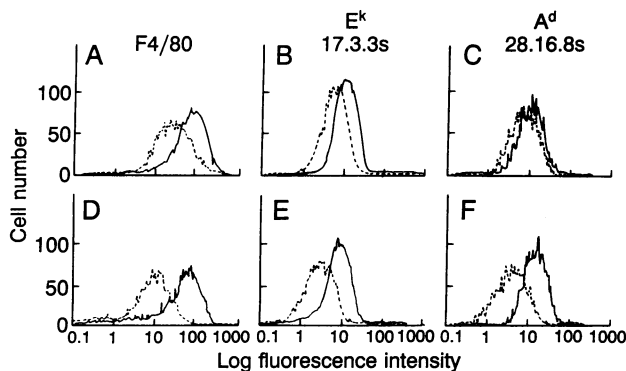 F4/80
E^k
17.3.3s
A^d
28.16.8s
A
B
C
100
50
0
D
E
F
100
50
0
Cell number
0.1 1 10 100 1000
0.1 1 10 100 1000
0.1 1 10 100 1000
Log fluorescence intensity